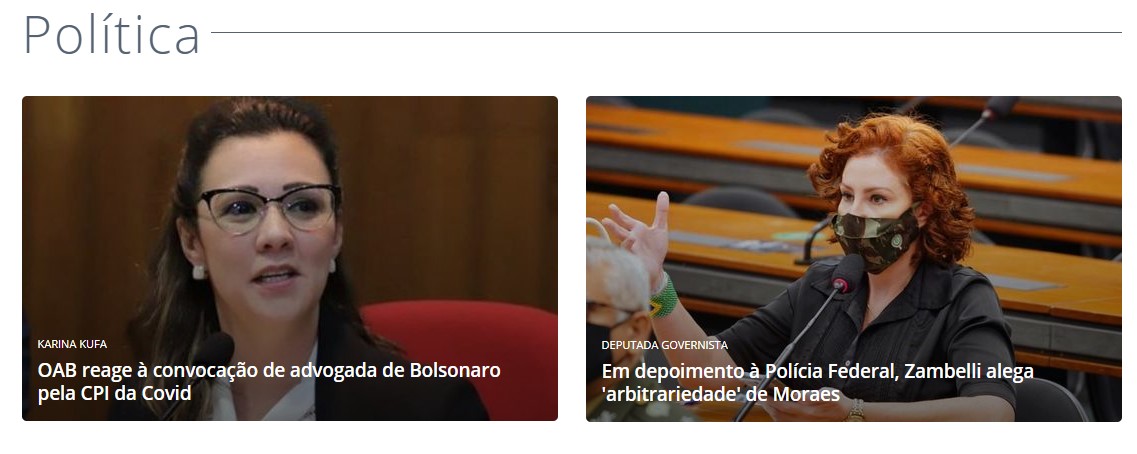 Política
KARINA KUFA
OAB reage à convocação de advogada de Bolsonaro
pela CPI da Covid
DEPUTADA GOVERNISTA
Em depoimento à Polícia Federal, Zambelli alega
'arbitrariedade' de Moraes